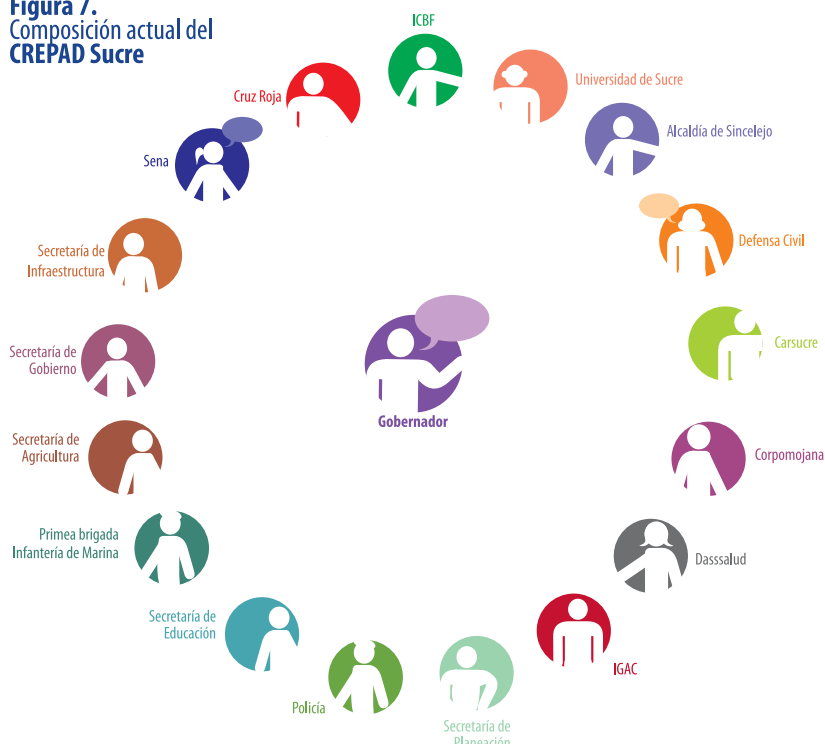 Figura 7.
Composición actual del
CREPAD Sucre
ICBF
Universidad de Sucre
Alcaldía de Sincelejo
Defensa Civil
Carsucre
Corpomojana
Dasssalud
IGAC
Secretaría de
Planeación
Policía
Secretaría de
Educación
Primea brigada
Infantería de Marina
Secretaría de
Agricultura
Secretaría de
Gobierno
Secretaría de
Infraestructura
Sena
Cruz Roja
Gobernador